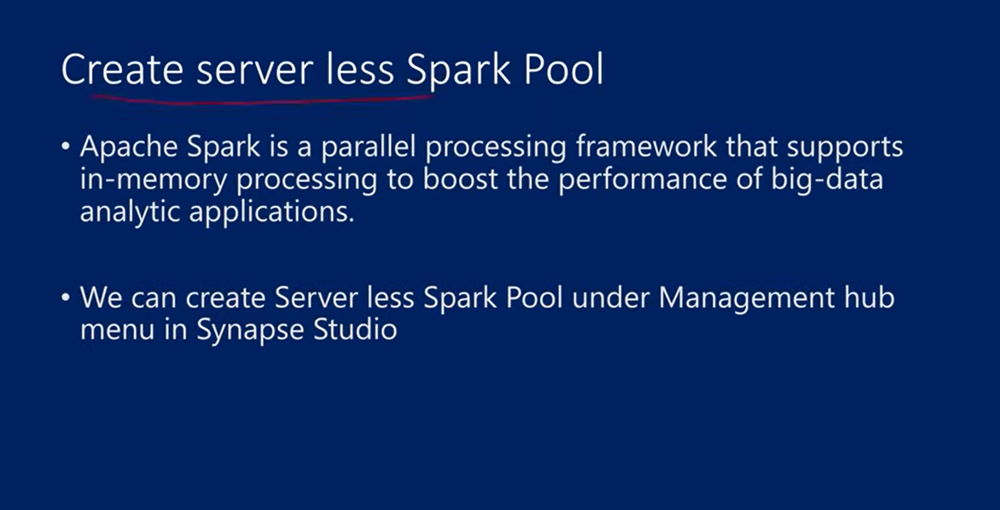 Create server less Spark Pool
• Apache Spark is a parallel processing framework that supports
in-memory processing to boost the performance of big-data
analytic applications.
• We can create Server less Spark Pool under Management hub
menu in Synapse Studio